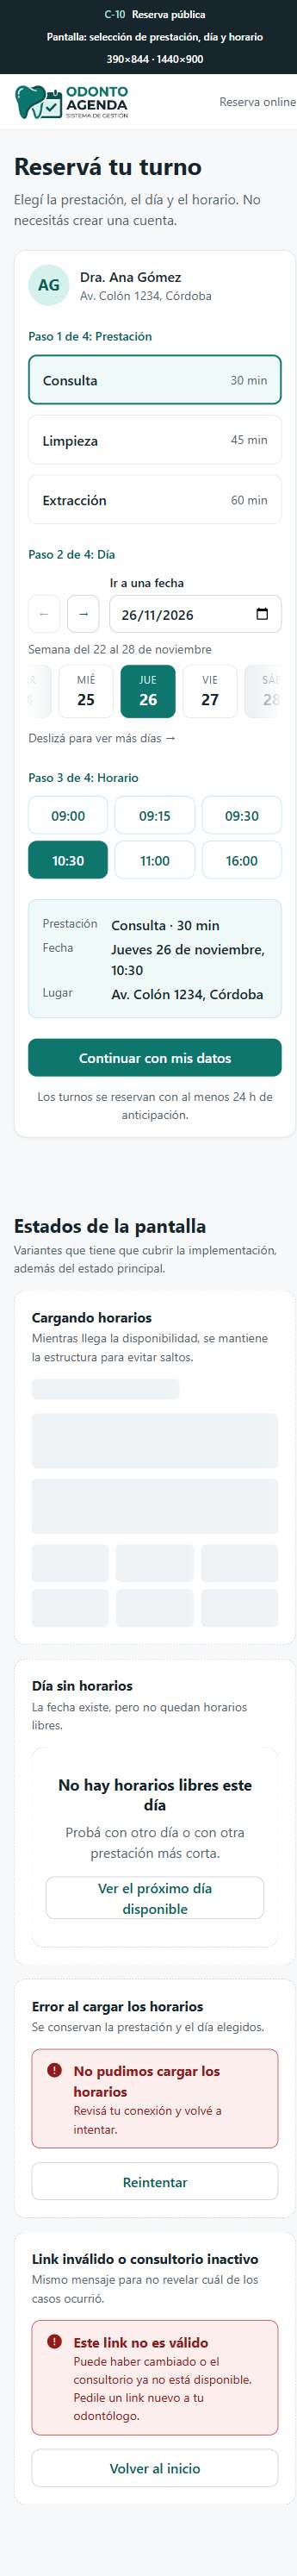 C-10 Reserva pública
Pantalla: selección de prestación, día y horario
390×844 · 1440×900
ODONTO
AGENDA
SISTEMA DE GESTIÓN
Reserva online
Reservá tu turno
Elegí la prestación, el día y el horario. No
necesitás crear una cuenta.
AG
Dra. Ana Gómez
Av. Colón 1234, Córdoba
Paso 1 de 4: Prestación
Consulta 30 min
Limpieza 45 min
Extracción 60 min
Paso 2 de 4: Día
Ir a una fecha
← → 26/11/2026
Semana del 22 al 28 de noviembre
MIÉ JUE VIE
25 26 27 28
Deslizá para ver más días →
Paso 3 de 4: Horario
09:00 09:15 09:30
10:30 11:00 16:00
Prestación Consulta · 30 min
Fecha Jueves 26 de noviembre,
10:30
Lugar Av. Colón 1234, Córdoba
Continuar con mis datos
Los turnos se reservan con al menos 24 h de
anticipación.
Estados de la pantalla
Variantes que tiene que cubrir la implementación,
además del estado principal.
Cargando horarios
Mientras llega la disponibilidad, se mantiene
la estructura para evitar saltos.
Día sin horarios
La fecha existe, pero no quedan horarios
libres.
No hay horarios libres este
día
Probá con otro día o con otra
prestación más corta.
Ver el próximo día
disponible
Error al cargar los horarios
Se conservan la prestación y el día elegidos.
No pudimos cargar los
horarios
Revisá tu conexión y volvé a
intentar.
Reintentar
Link inválido o consultorio inactivo
Mismo mensaje para no revelar cuál de los
casos ocurrió.
Este link no es válido
Puede haber cambiado o el
consultorio ya no está disponible.
Pedile un link nuevo a tu
odontólogo.
Volver al inicio